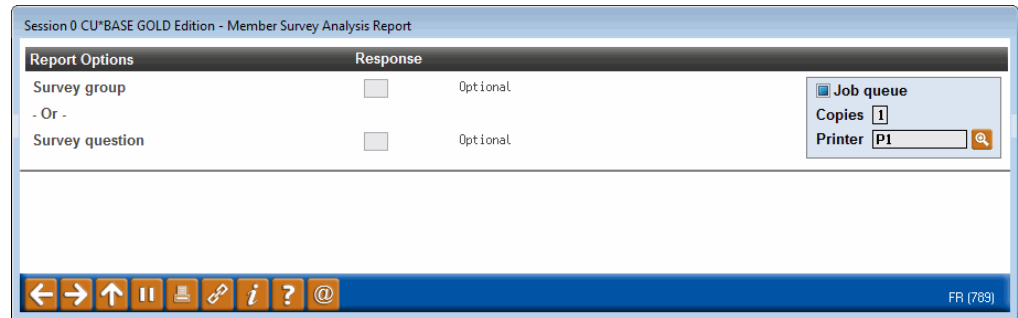 Session 0 CU*BASE GOLD Edition - Member Survey Analysis Report
Report Options Response
Survey group Optional
- Or -
Survey question Optional
Job queue
Copies 1
Printer P1
i ? @
FR (789)